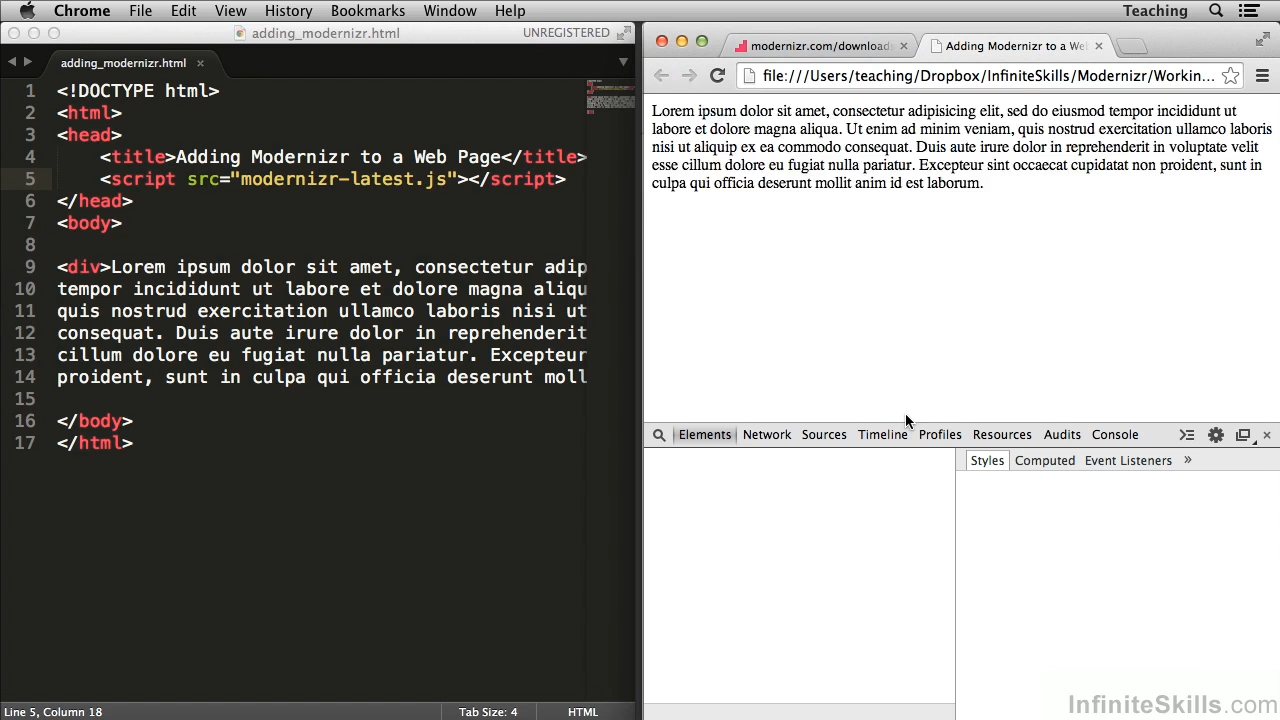 Chrome File Edit View History Bookmarks Window Help Teaching
adding_modernizr.html UNREGISTERED
adding_modernizr.html ×
1 <!DOCTYPE html>
2 <html>
3 <head>
4 <title>Adding Modernizr to a Web Page</title>
5 <script src="modernizr-latest.js"></script>
6 </head>
7 <body>
8
9 <div>Lorem ipsum dolor sit amet, consectetur adip
10 tempor incididunt ut labore et dolore magna aliqu
11 quis nostrud exercitation ullamco laboris nisi ut
12 consequat. Duis aute irure dolor in reprehenderit
13 cillum dolore eu fugiat nulla pariatur. Excepteur
14 proident, sunt in culpa qui officia deserunt moll
15
16 </body>
17 </html>
Line 5, Column 18 Tab Size: 4 HTML
modernizr.com/download × Adding Modernizr to a We ×
file:///Users/teaching/Dropbox/InfiniteSkills/Modernizr/Workin...
Lorem ipsum dolor sit amet, consectetur adipisicing elit, sed do eiusmod tempor incididunt ut
labore et dolore magna aliqua. Ut enim ad minim veniam, quis nostrud exercitation ullamco laboris
nisi ut aliquip ex ea commodo consequat. Duis aute irure dolor in reprehenderit in voluptate velit
esse cillum dolore eu fugiat nulla pariatur. Excepteur sint occaecat cupidatat non proident, sunt in
culpa qui officia deserunt mollit anim id est laborum.
Elements Network Sources Timeline Profiles Resources Audits Console
Styles Computed Event Listeners »
InfiniteSkills.com